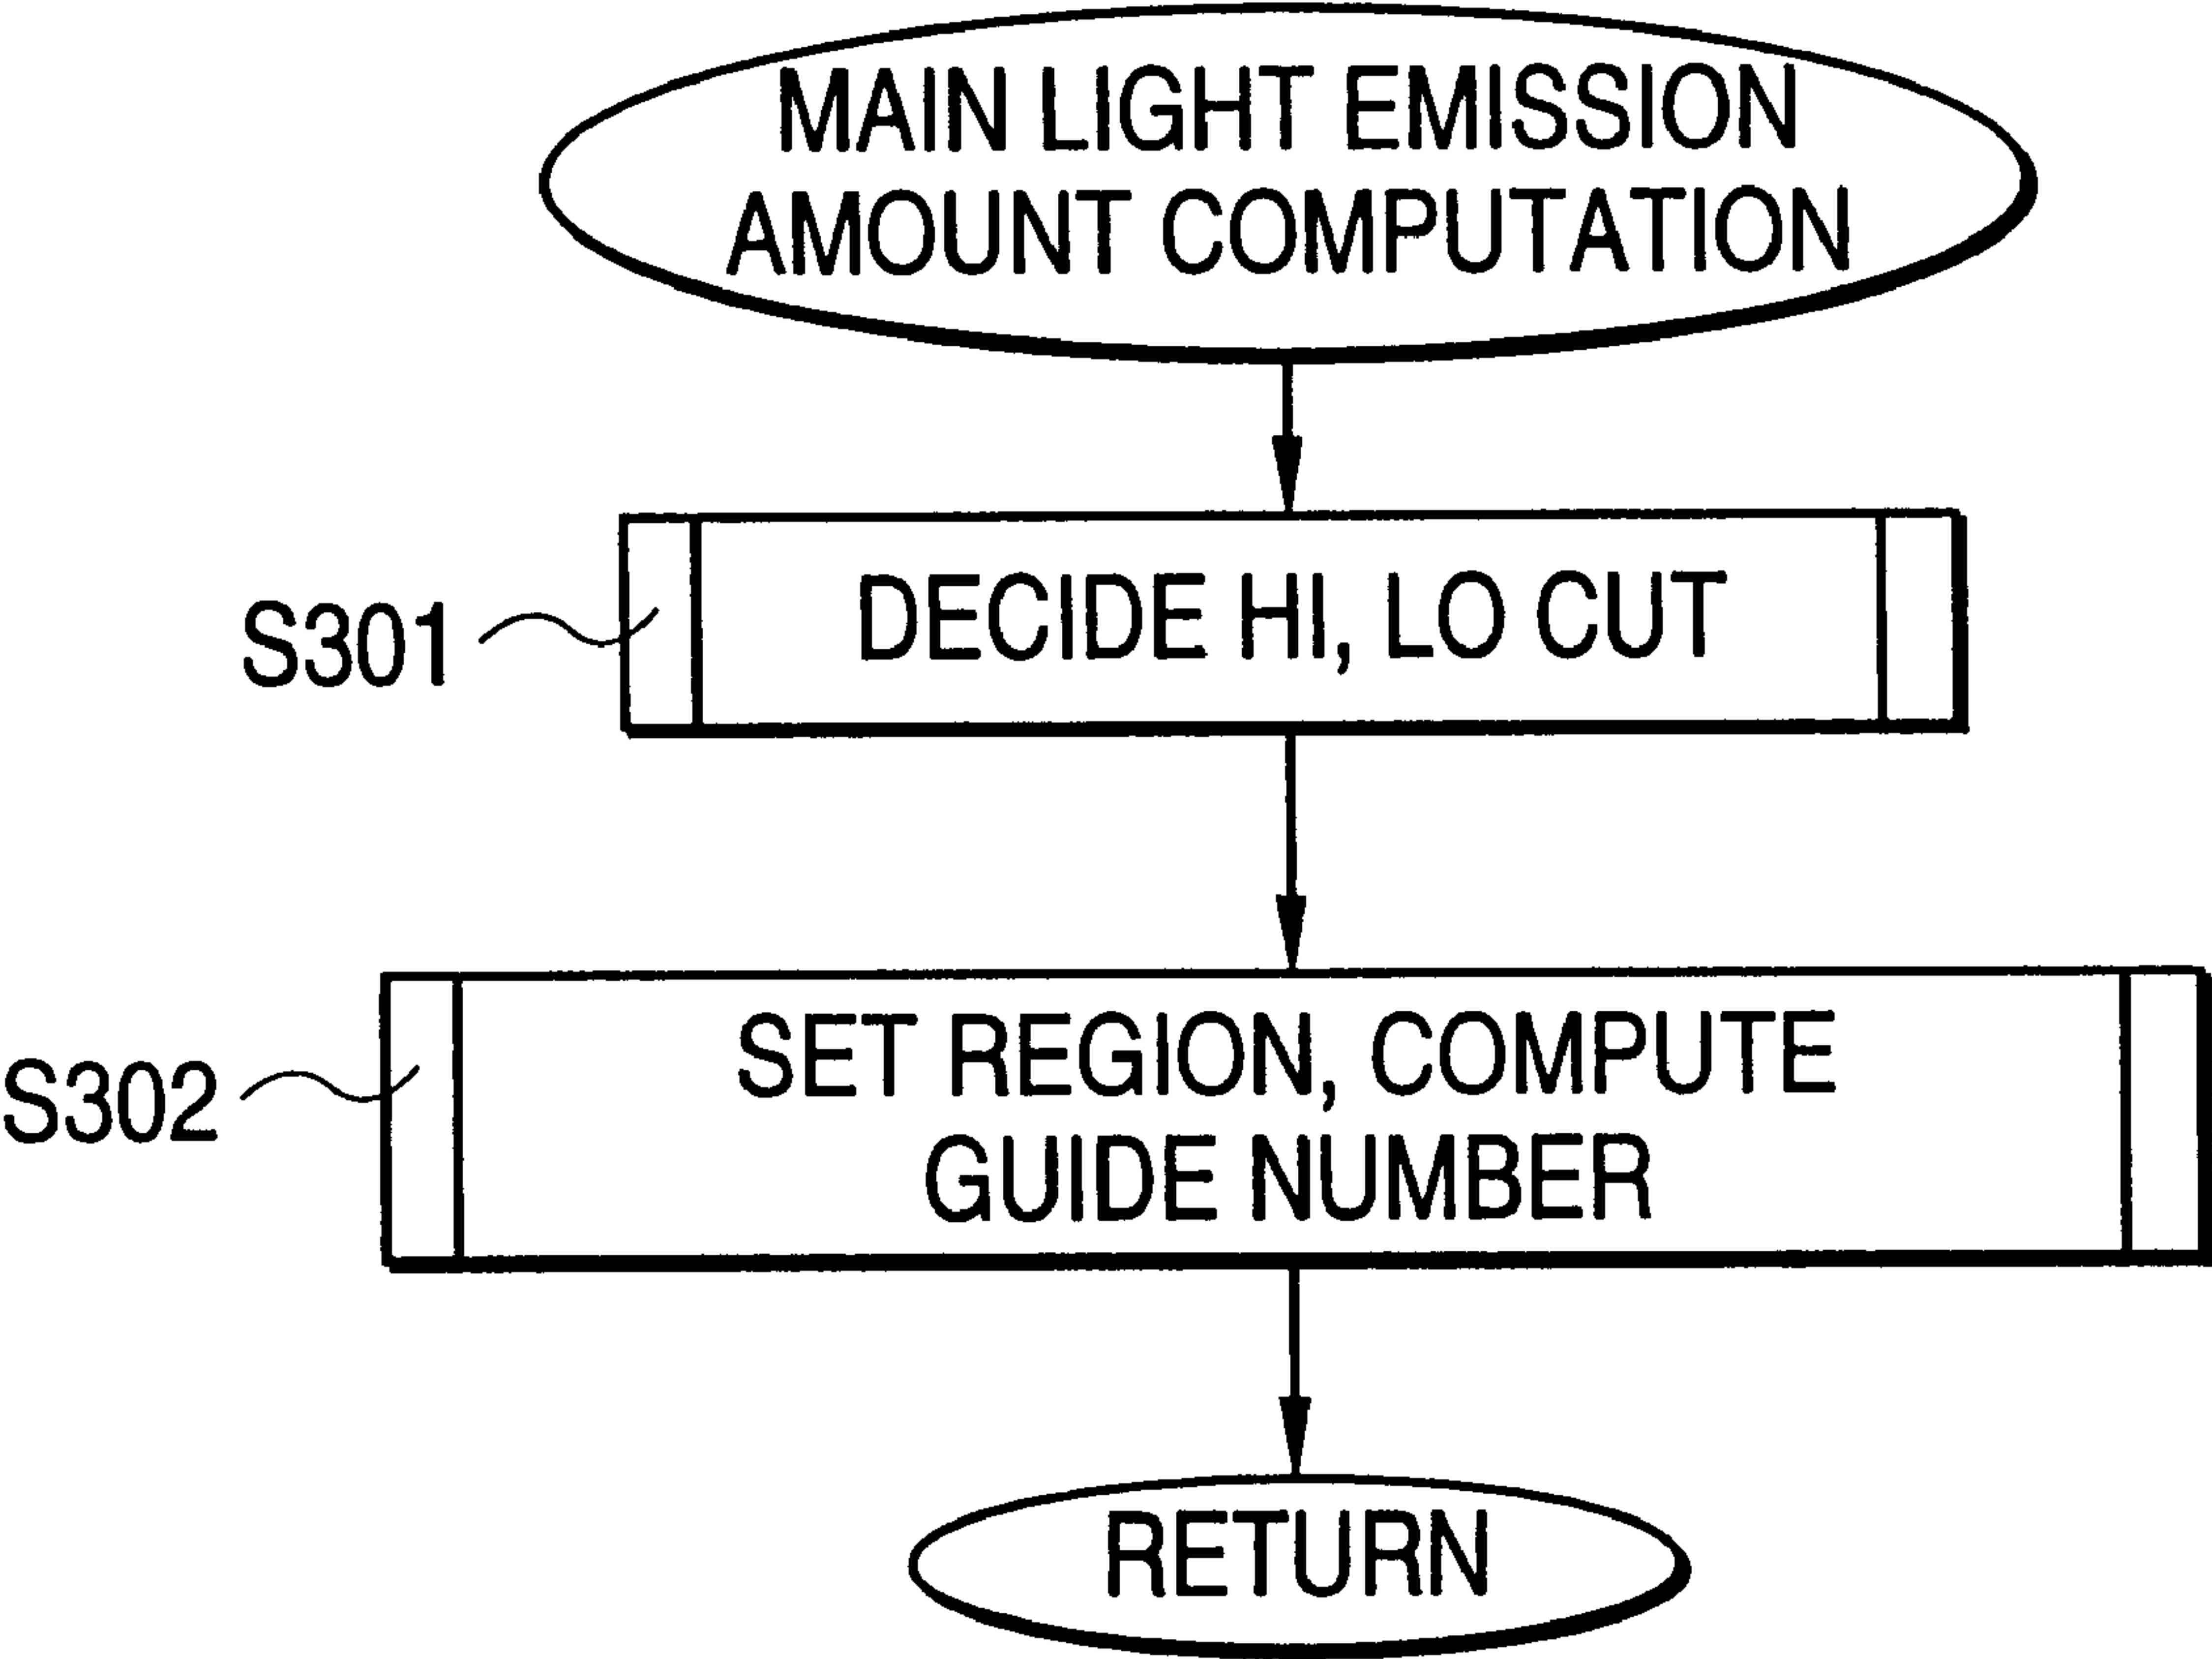 MAIN LIGHT EMISSION
AMOUNT COMPUTATION
S301
DECIDE HI, LO CUT
S302
SET REGION, COMPUTE
GUIDE NUMBER
RETURN